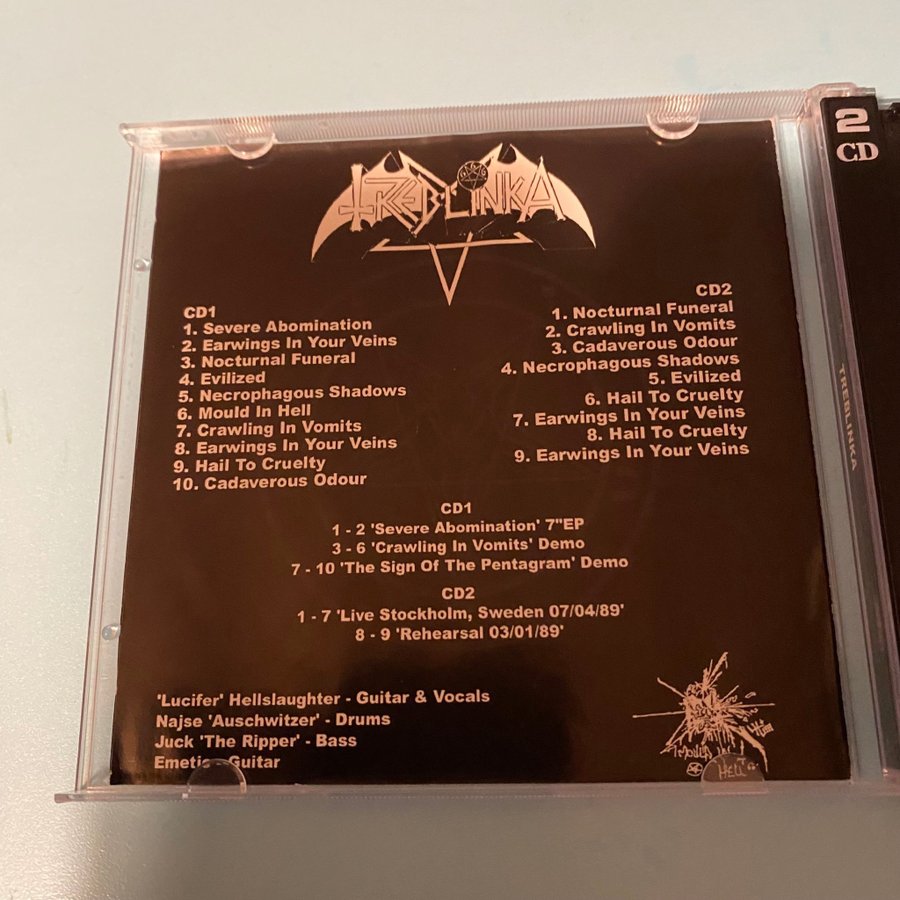 TREBLINKA
666
CD1
1. Severe Abomination
2. Earwings In Your Veins
3. Nocturnal Funeral
4. Evilized
5. Necrophagous Shadows
6. Mould In Hell
7. Crawling In Vomits
8. Earwings In Your Veins
9. Hail To Cruelty
10. Cadaverous Odour
CD2
1. Nocturnal Funeral
2. Crawling In Vomits
3. Cadaverous Odour
4. Necrophagous Shadows
5. Evilized
6. Hail To Cruelty
7. Earwings In Your Veins
8. Hail To Cruelty
9. Earwings In Your Veins
CD1
1 - 2 'Severe Abomination' 7"EP
3 - 6 'Crawling In Vomits' Demo
7 - 10 'The Sign Of The Pentagram' Demo
CD2
1 - 7 'Live Stockholm, Sweden 07/04/89'
8 - 9 'Rehearsal 03/01/89'
'Lucifer' Hellslaughter - Guitar & Vocals
Najse 'Auschwitzer' - Drums
Juck 'The Ripper' - Bass
Emetic - Guitar
HELL
2
CD
TREBLINKA